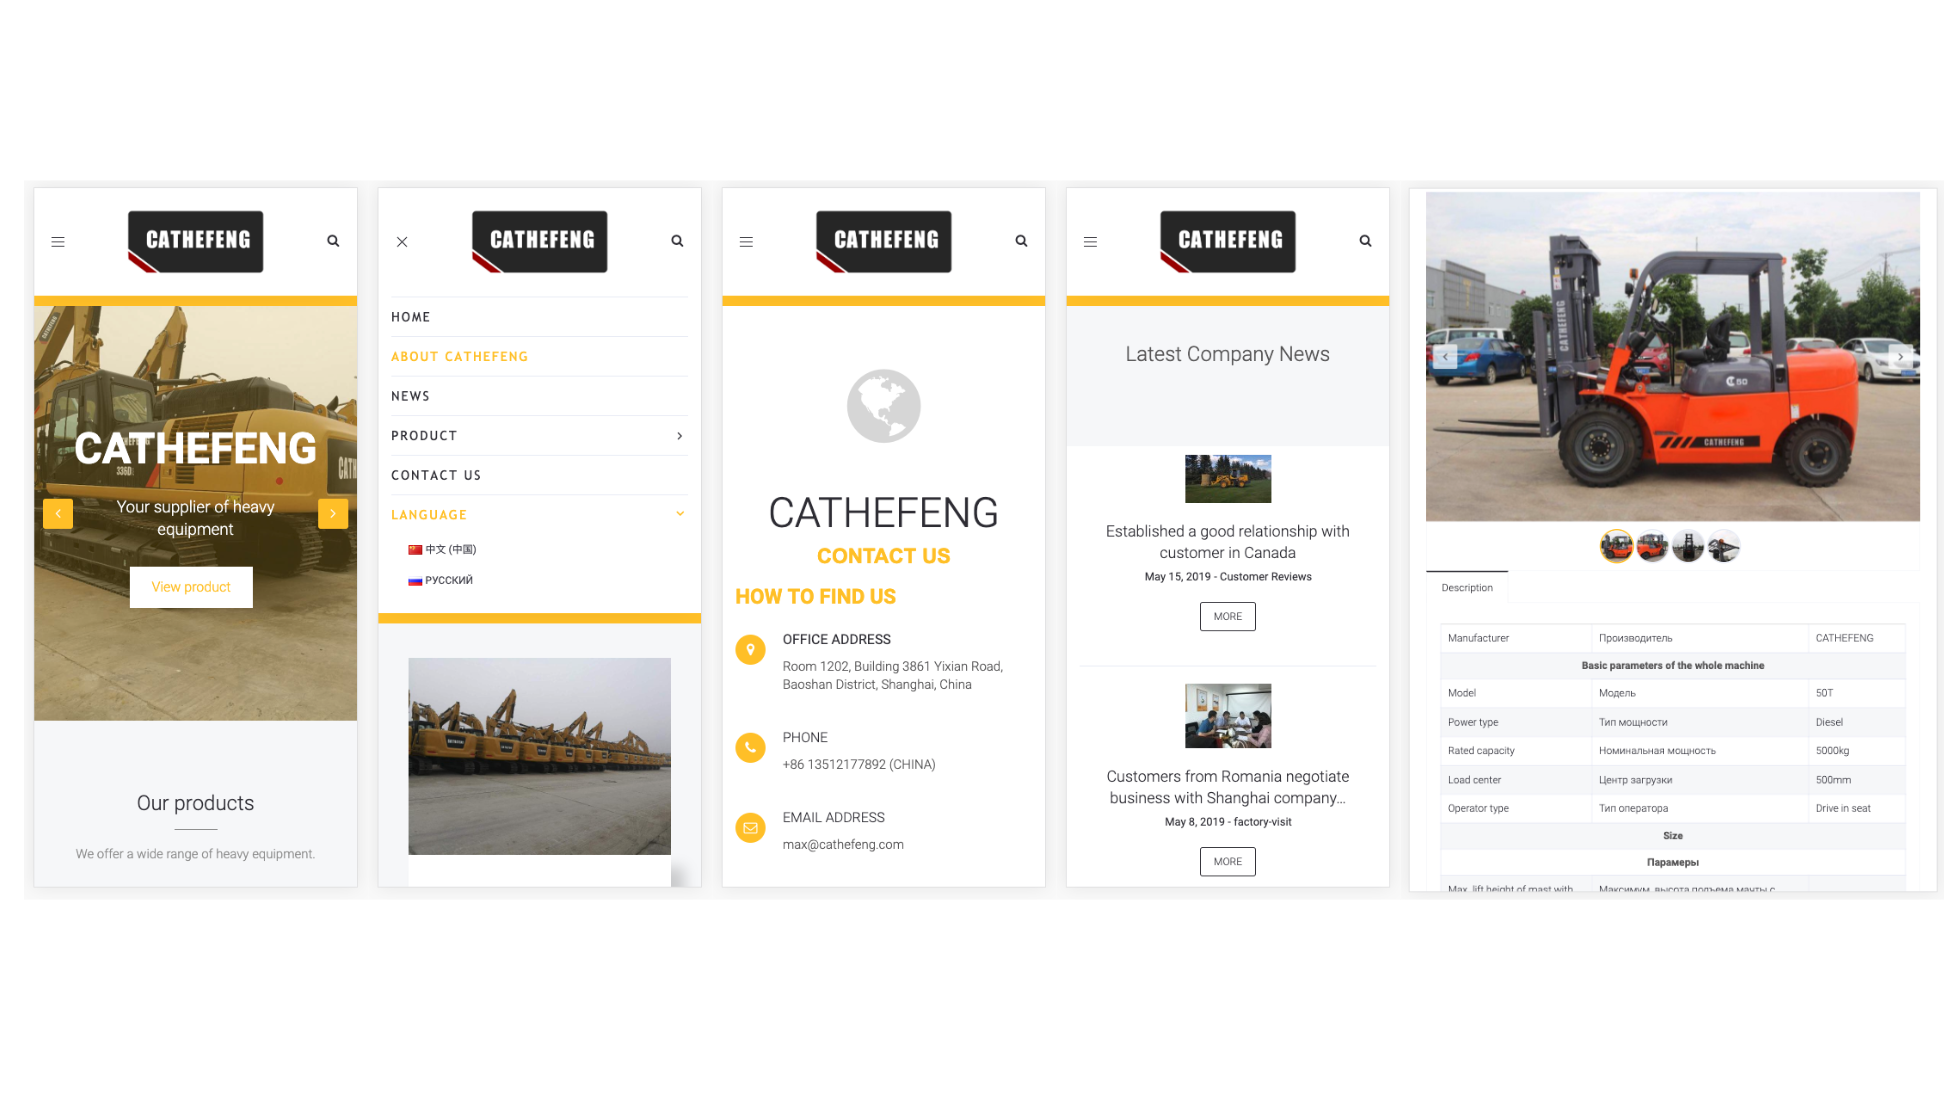 CATHEFENG
CATHEFENG
336D
Your supplier of heavy
equipment
View product
Our products
We offer a wide range of heavy equipment.
CATHEFENG
HOME
ABOUT CATHEFENG
NEWS
PRODUCT
CONTACT US
LANGUAGE
中文 (中国)
РУССКИЙ
CATHEFENG
CATHEFENG
CONTACT US
HOW TO FIND US
OFFICE ADDRESS
Room 1202, Building 3861 Yixian Road,
Baoshan District, Shanghai, China
PHONE
+86 13512177892 (CHINA)
EMAIL ADDRESS
max@cathefeng.com
CATHEFENG
Latest Company News
Established a good relationship with
customer in Canada
May 15, 2019 - Customer Reviews
MORE
Customers from Romania negotiate
business with Shanghai company...
May 8, 2019 - factory-visit
MORE
CATHEFENG
50
CATHEFENG
Description
Manufacturer Производитель CATHEFENG
Basic parameters of the whole machine
Model Модель 50T
Power type Тип мощности Diesel
Rated capacity Номинальная мощность 5000kg
Load center Центр загрузки 500mm
Operator type Тип оператора Drive in seat
Size
Парамеры
Max. lift height of mast with Максимум. высота подъема мачты с